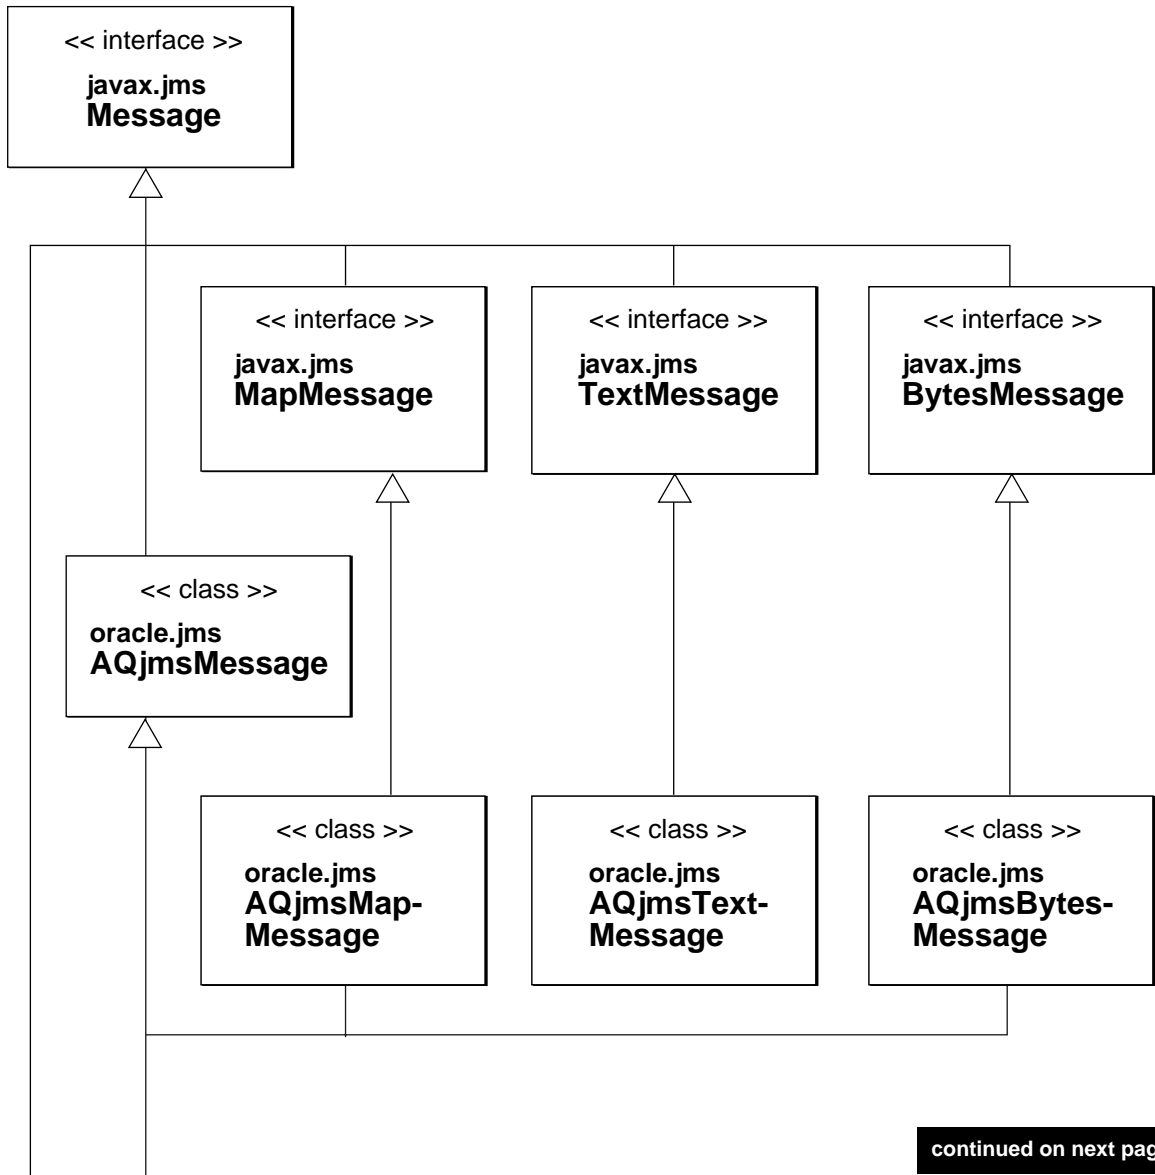 << interface >>
javax.jms
Message
<< interface >>
javax.jms
MapMessage
<< interface >>
javax.jms
TextMessage
<< interface >>
javax.jms
BytesMessage
<< class >>
oracle.jms
AQjmsMessage
<< class >>
oracle.jms
AQjmsMap-
Message
<< class >>
oracle.jms
AQjmsText-
Message
<< class >>
oracle.jms
AQjmsBytes-
Message
continued on next pag